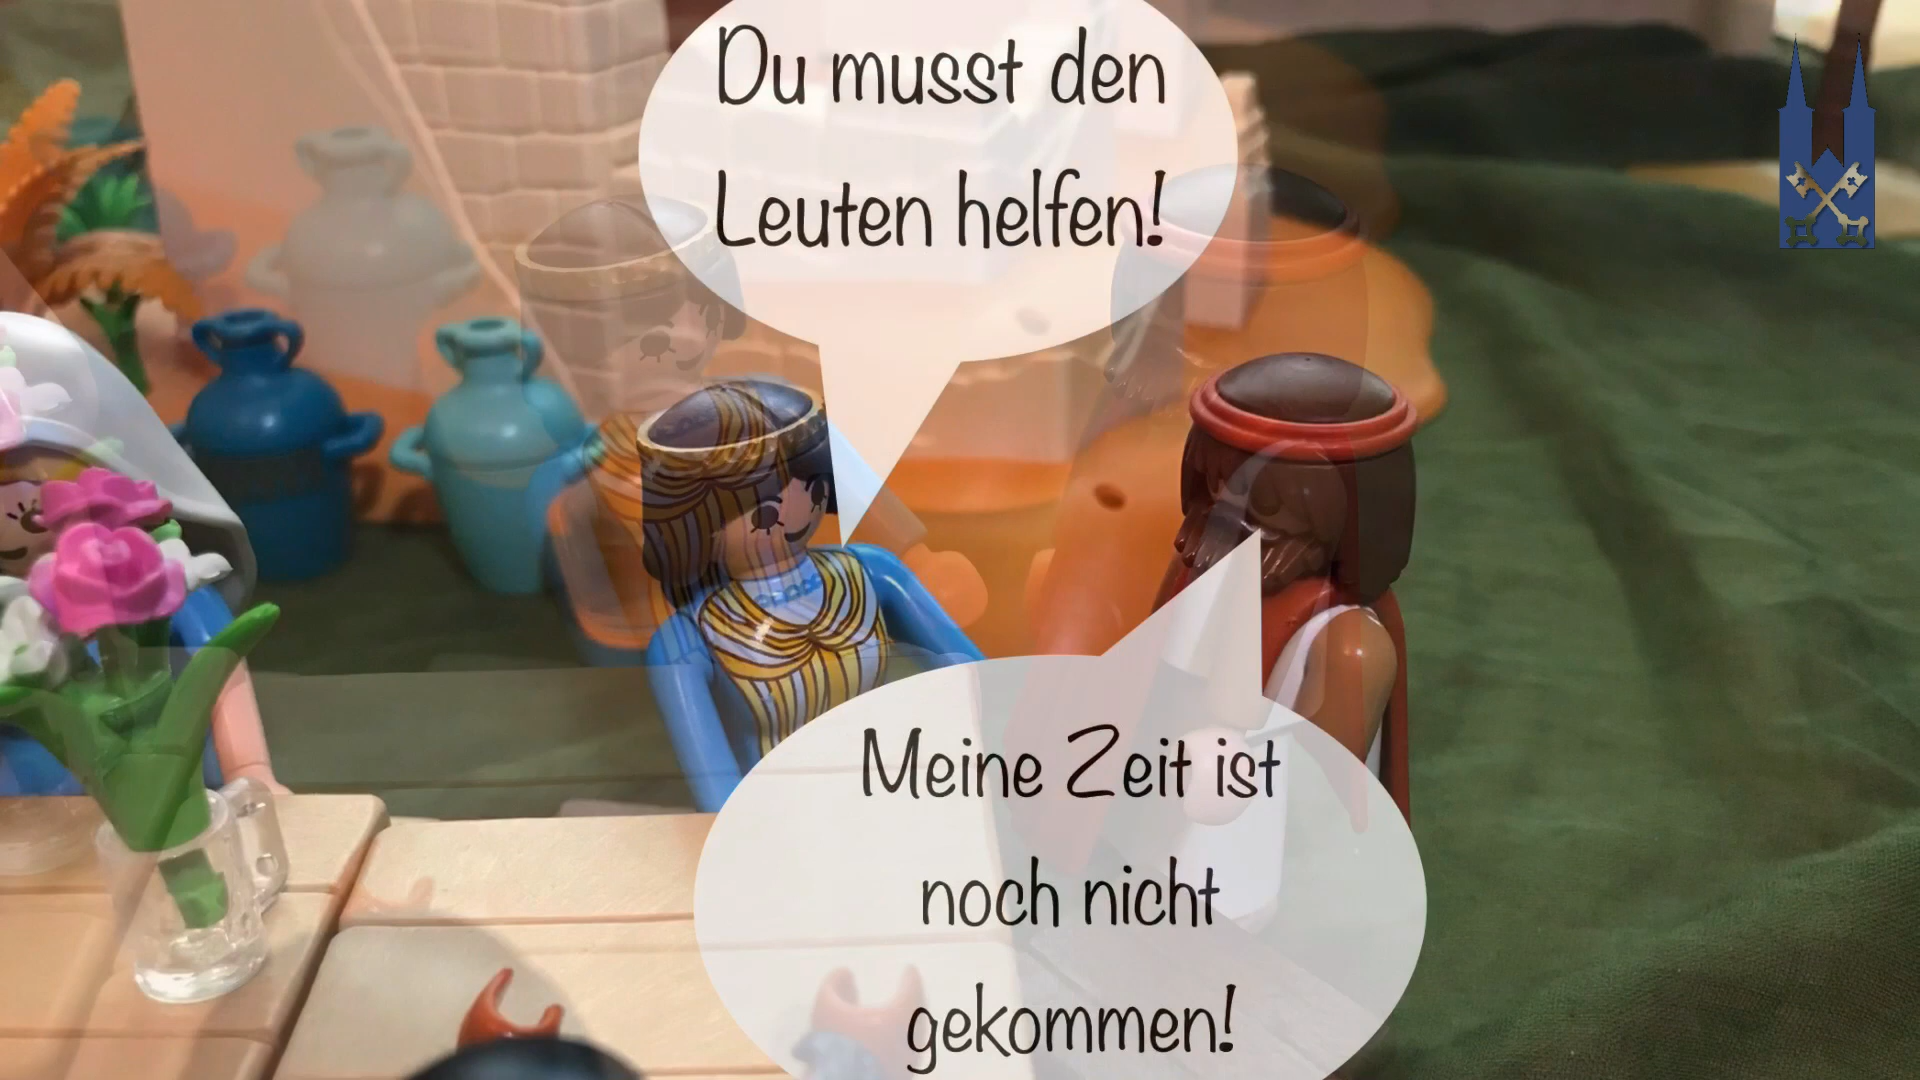 Du musst den
Leuten helfen!
Meine Zeit ist
noch nicht
gekommen!